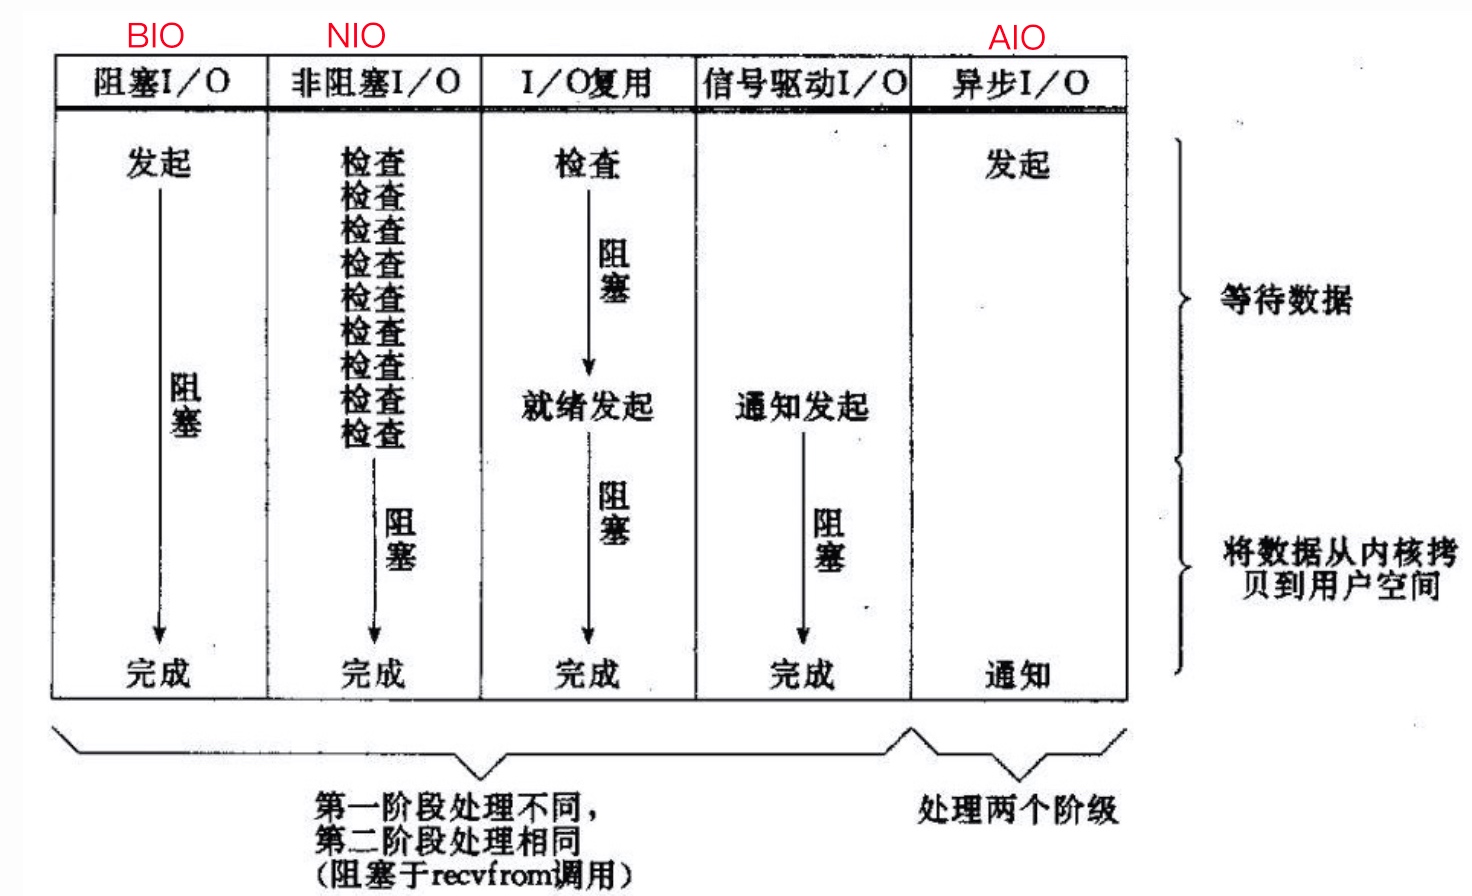 BIO
NIO
AIO
阻塞I/O
非阻塞I/O
I/O复用
信号驱动I/O
异步I/O
发起
阻
塞
完成
检查
检查
检查
检查
检查
检查
检查
检查
检查
阻
塞
完成
检查
阻
塞
就绪发起
阻
塞
完成
通知发起
阻
塞
完成
发起
通知
等待数据
将数据从内核拷
贝到用户空间
第一阶段处理不同，
第二阶段处理相同
（阻塞于recvfrom调用）
处理两个阶级